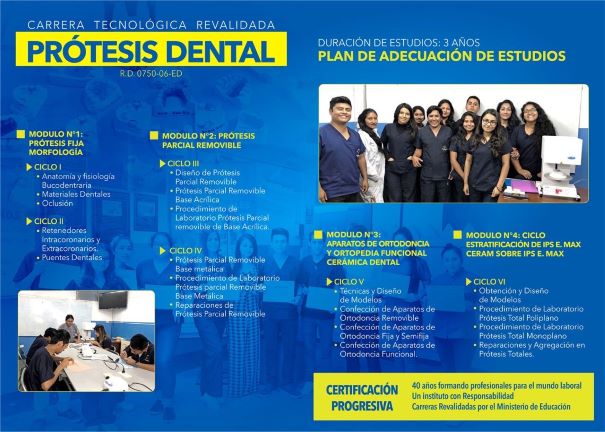 CARRERA TECNOLÓGICA REVALIDADA
PRÓTESIS DENTAL
R.D. 0750-06-ED
MODULO N°1:
PRÓTESIS FIJA
MORFOLOGÍA
CICLO I
• Anatomía y fisiología
Bucodentraria
• Materiales Dentales
• Oclusión
CICLO II
• Retenedores
Intracoronarios y
Extracoronarios.
• Puentes Dentales
MODULO N°2: PRÓTESIS
PARCIAL REMOVIBLE
CICLO III
• Diseño de Prótesis
Parcial Removible
• Prótesis Parcial Removible
Base Acrílica
• Procedimiento de
Laboratorio Prótesis Parcial
removible de Base Acrílica.
CICLO IV
• Prótesis Parcial Removible
Base metálica
• Procedimiento de Laboratorio
Prótesis parcial Removible
Base Metálica
• Reparaciones de
Prótesis Parcial Removible
DURACIÓN DE ESTUDIOS: 3 AÑOS
PLAN DE ADECUACIÓN DE ESTUDIOS
MODULO N°3:
APARATOS DE ORTODONCIA
Y ORTOPEDIA FUNCIONAL
CERÁMICA DENTAL
CICLO V
• Técnicas y Diseño
de Modelos
• Confección de Aparatos de
Ortodoncia Removible
• Confección de Aparatos de
Ortodoncia Fija y Semifija
• Confección de Aparatos de
Ortodoncia Funcional.
MODULO N°4: CICLO
ESTRATIFICACIÓN DE IPS E. MAX
CERAM SOBRE IPS E. MAX
CICLO VI
• Obtención y Diseño
de Modelos
• Procedimiento de Laboratorio
Prótesis Total Poliplano
• Procedimiento de Laboratorio
Prótesis Total Monoplano
• Reparaciones y Agregación en
Prótesis Totales.
CERTIFICACIÓN
PROGRESIVA
40 años formando profesionales para el mundo laboral
Un instituto con Responsabilidad
Carreras Revalidadas por el Ministerio de Educación